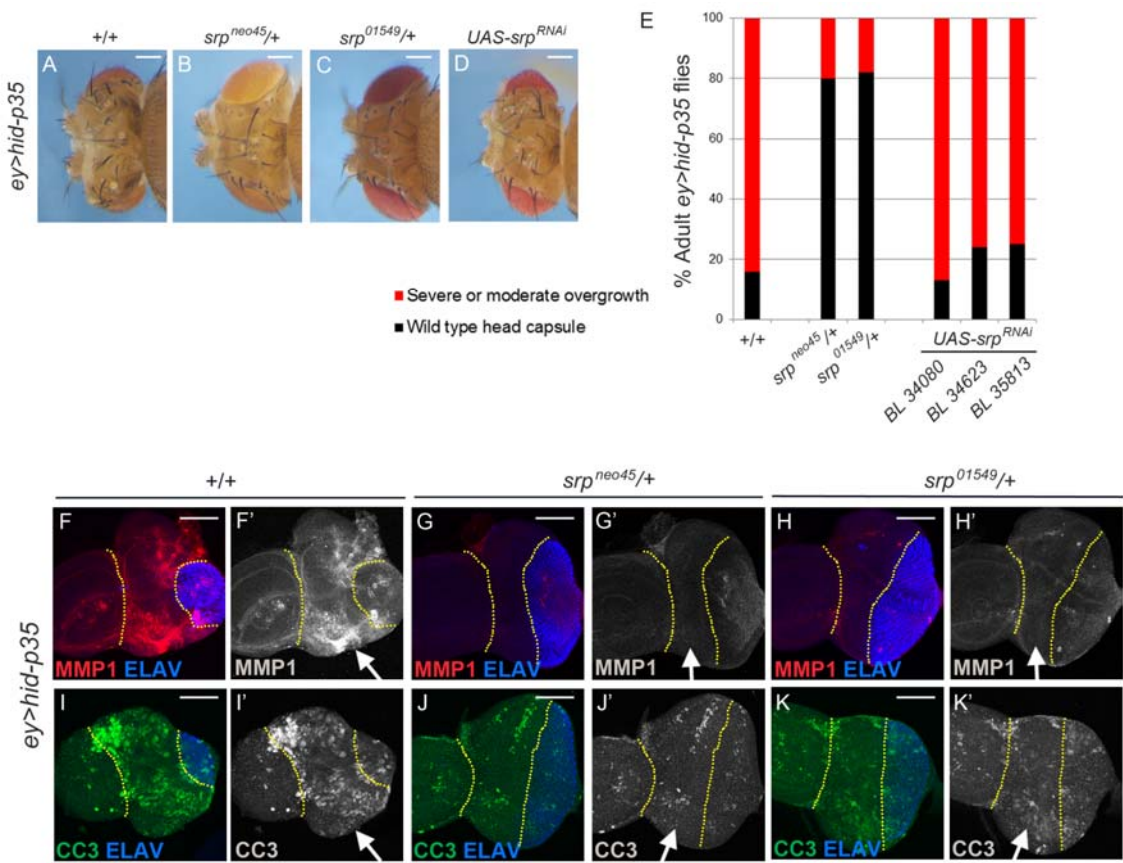 +/+ srp neo45/+ srp 01549/+ UAS-srp RNAi
ey>hid-p35
A B C D
E
% Adult ey>hid-p35 flies
100
80
60
40
20
0
Severe or moderate overgrowth
Wild type head capsule
+/+
srp neo45/+
srp 01549/+
UAS-srp RNAi
BL 34080
BL 34623
BL 35813
+/+ srp neo45/+ srp 01549/+
ey>hid-p35
F F' G G' H H'
MMP1 ELAV MMP1 MMP1 ELAV MMP1 MMP1 ELAV MMP1
I I' J J' K K'
CC3 ELAV CC3 CC3 ELAV CC3 CC3 ELAV CC3